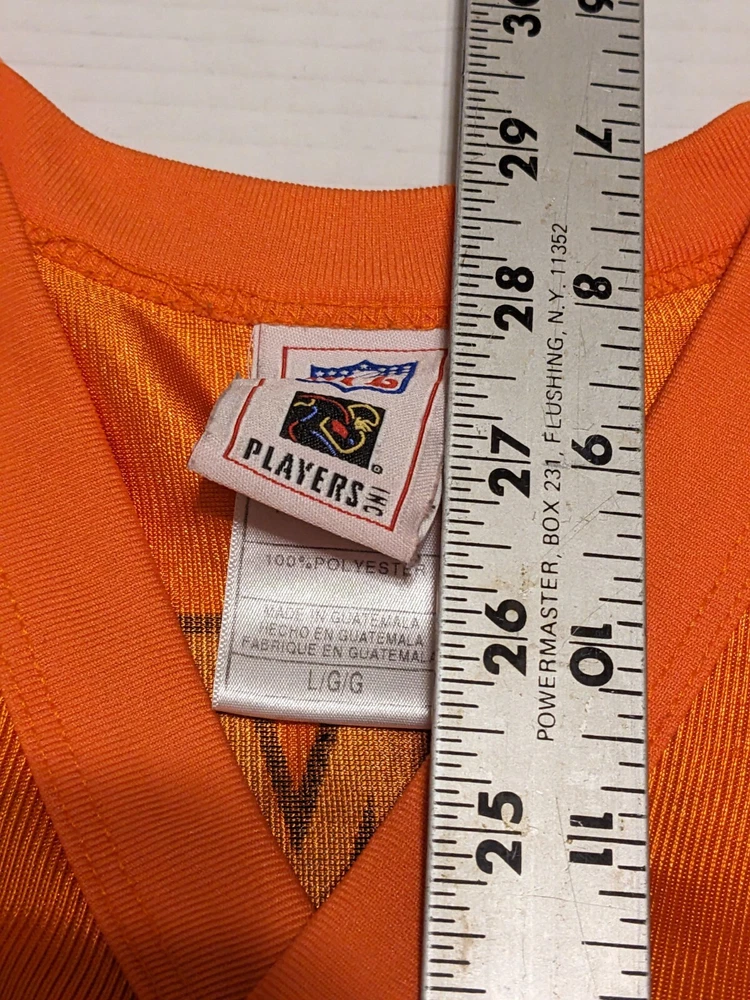 PLAYERS
INC
100%POLYESTER
MADE IN GUATEMALA
HECHO EN GUATEMALA
FABRIQUE EN GUATEMALA
L/G/G
30
29
28
27
26
25
7
8
9
10
11
POWERMASTER, BOX 231, FLUSHING, N.Y. 11352